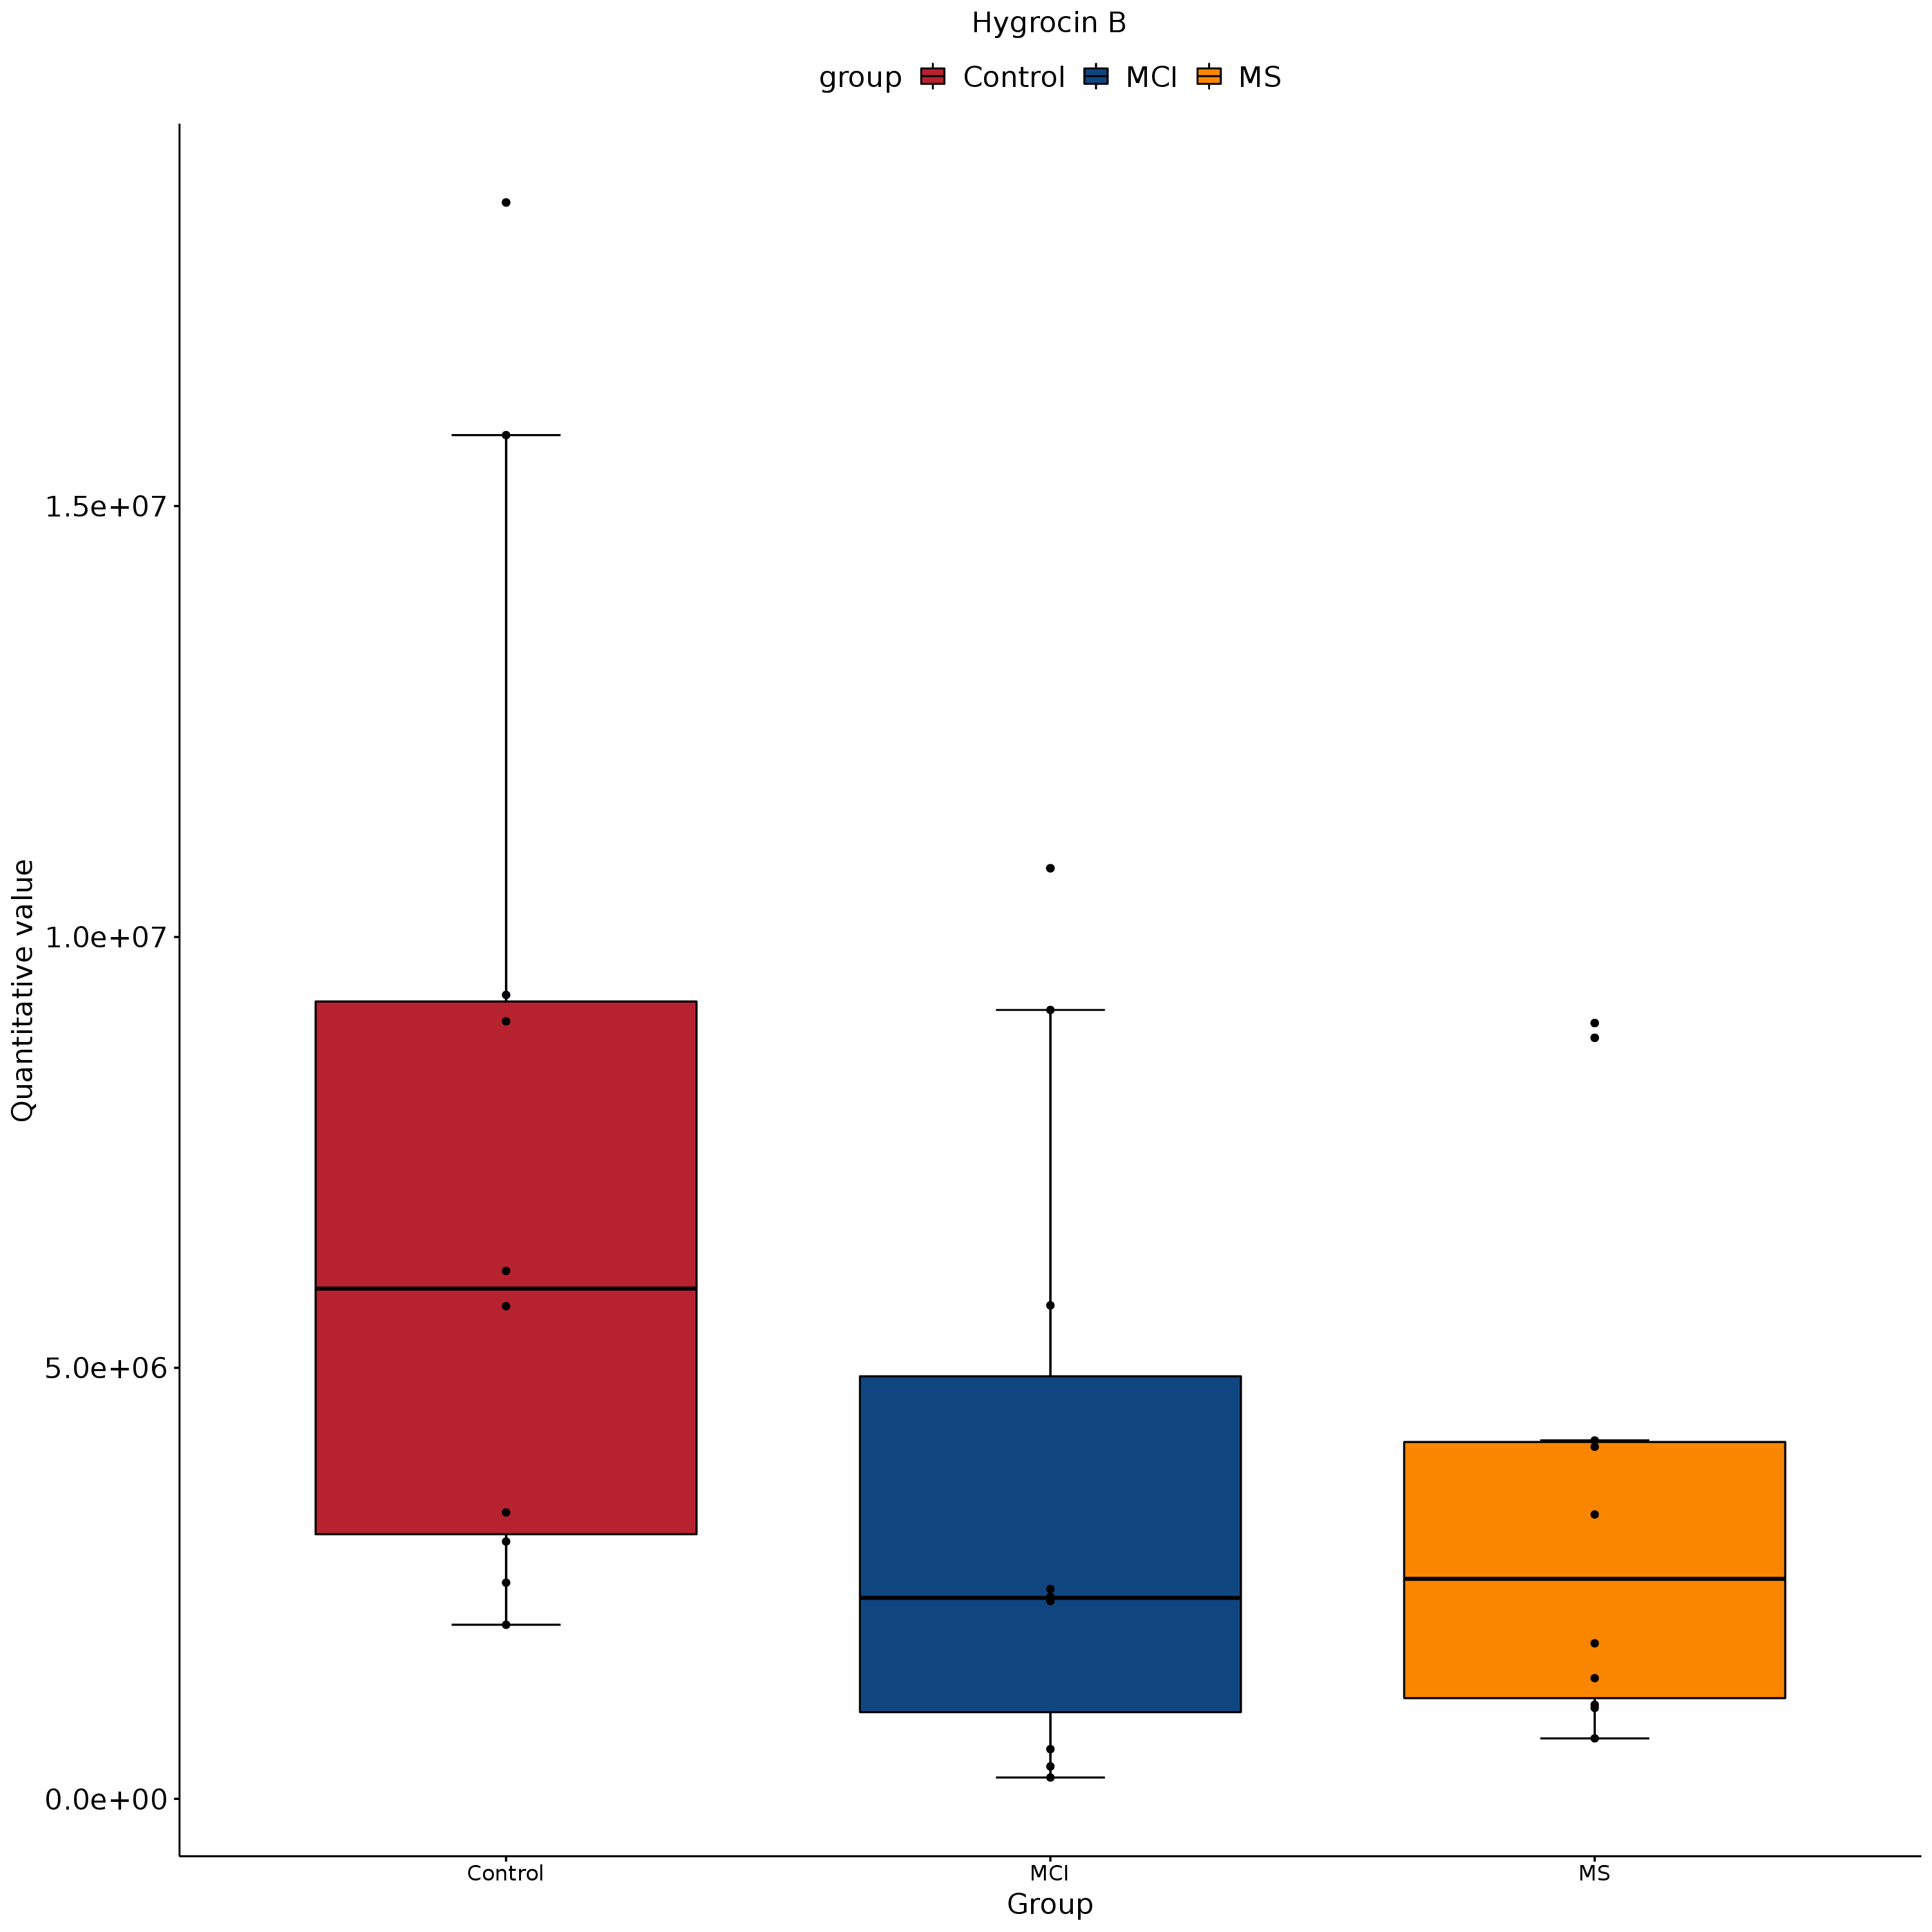 Hygrocin B
group Control MCI MS
Quantitative value
1.5e+07
1.0e+07
5.0e+06
0.0e+00
Control MCI MS
Group